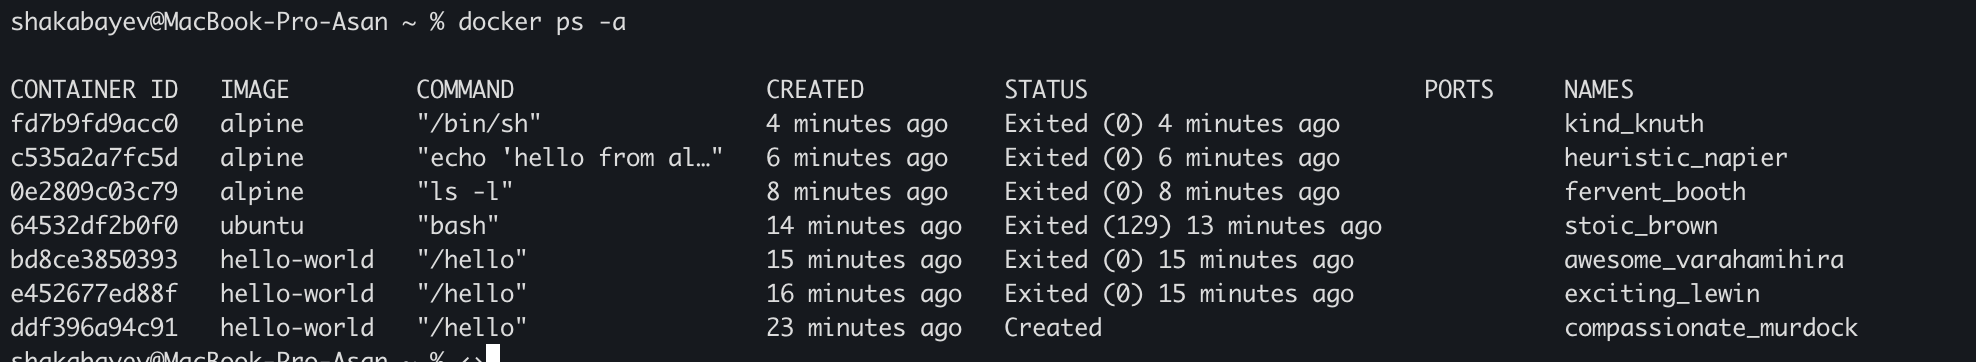 shakabayev@MacBook-Pro-Asan ~ % docker ps -a
CONTAINER ID   IMAGE         COMMAND                  CREATED          STATUS                        PORTS     NAMES
fd7b9fd9acc0   alpine        "/bin/sh"                4 minutes ago    Exited (0) 4 minutes ago                kind_knuth
c535a2a7fc5d   alpine        "echo 'hello from al…"   6 minutes ago    Exited (0) 6 minutes ago                heuristic_napier
0e2809c03c79   alpine        "ls -l"                  8 minutes ago    Exited (0) 8 minutes ago                fervent_booth
64532df2b0f0   ubuntu        "bash"                   14 minutes ago   Exited (129) 13 minutes ago             stoic_brown
bd8ce3850393   hello-world   "/hello"                 15 minutes ago   Exited (0) 15 minutes ago               awesome_varahamihira
e452677ed88f   hello-world   "/hello"                 16 minutes ago   Exited (0) 15 minutes ago               exciting_lewin
ddf396a94c91   hello-world   "/hello"                 23 minutes ago   Created                                 compassionate_murdock
shakabayev@MacBook-Pro-Asan ~ %